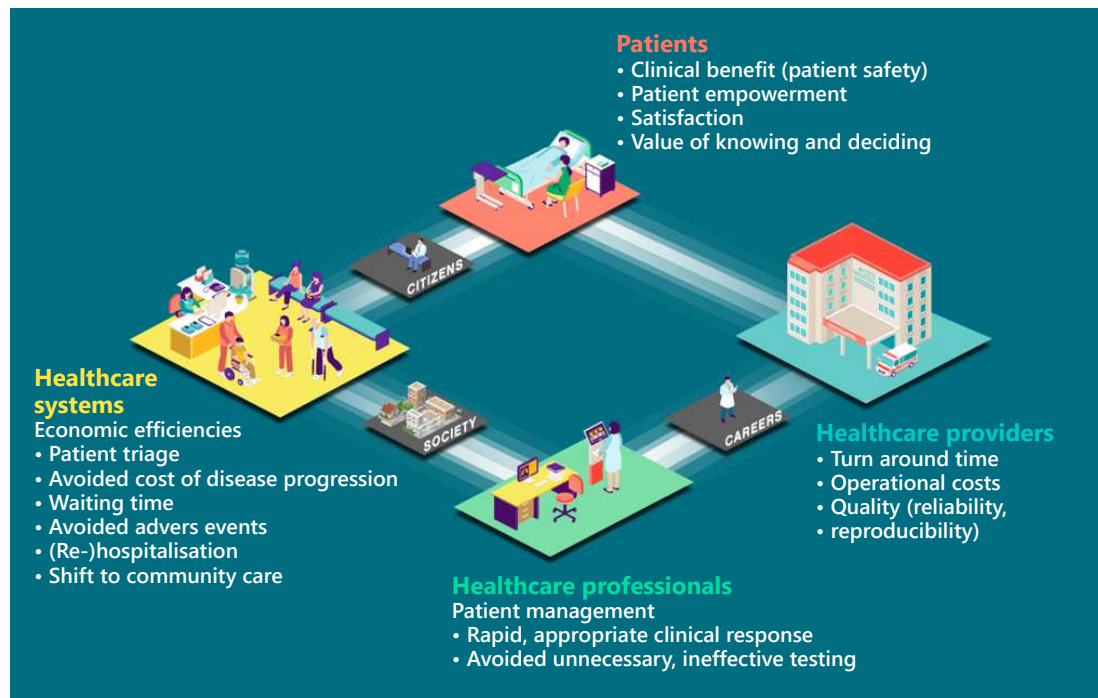 Patients
• Clinical benefit (patient safety)
• Patient empowerment
• Satisfaction
• Value of knowing and deciding
CITIZENS
Healthcare
systems
Economic efficiencies
• Patient triage
• Avoided cost of disease progression
• Waiting time
• Avoided advers events
• (Re-)hospitalisation
• Shift to community care
SOCIETY
CAREERS
Healthcare providers
• Turn around time
• Operational costs
• Quality (reliability,
• reproducibility)
Healthcare professionals
Patient management
• Rapid, appropriate clinical response
• Avoided unnecessary, ineffective testing